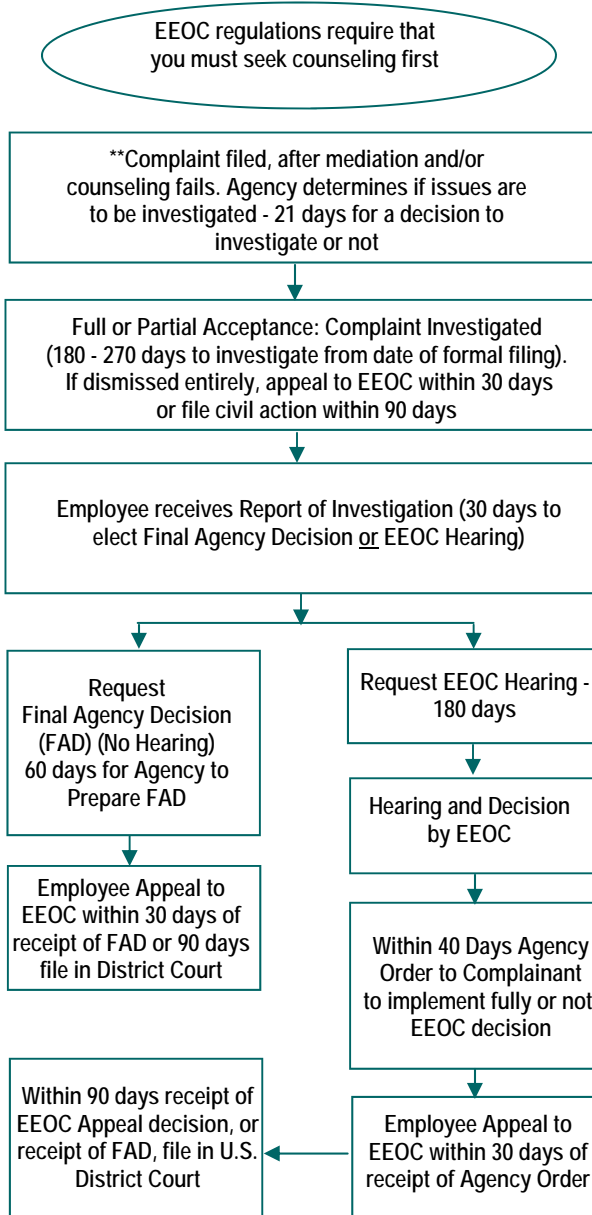 EEOC regulations require that
you must seek counseling first
**Complaint filed, after mediation and/or
counseling fails. Agency determines if issues are
to be investigated - 21 days for a decision to
investigate or not
Full or Partial Acceptance: Complaint Investigated
(180 - 270 days to investigate from date of formal filing).
If dismissed entirely, appeal to EEOC within 30 days
or file civil action within 90 days
Employee receives Report of Investigation (30 days to
elect Final Agency Decision or EEOC Hearing)
Request
Final Agency Decision
(FAD) (No Hearing)
60 days for Agency to
Prepare FAD
Employee Appeal to
EEOC within 30 days of
receipt of FAD or 90 days
file in District Court
Request EEOC Hearing -
180 days
Hearing and Decision
by EEOC
Within 40 Days Agency
Order to Complainant
to implement fully or not
EEOC decision
Employee Appeal to
EEOC within 30 days of
receipt of Agency Order
Within 90 days receipt of
EEOC Appeal decision, or
receipt of FAD, file in U.S.
District Court